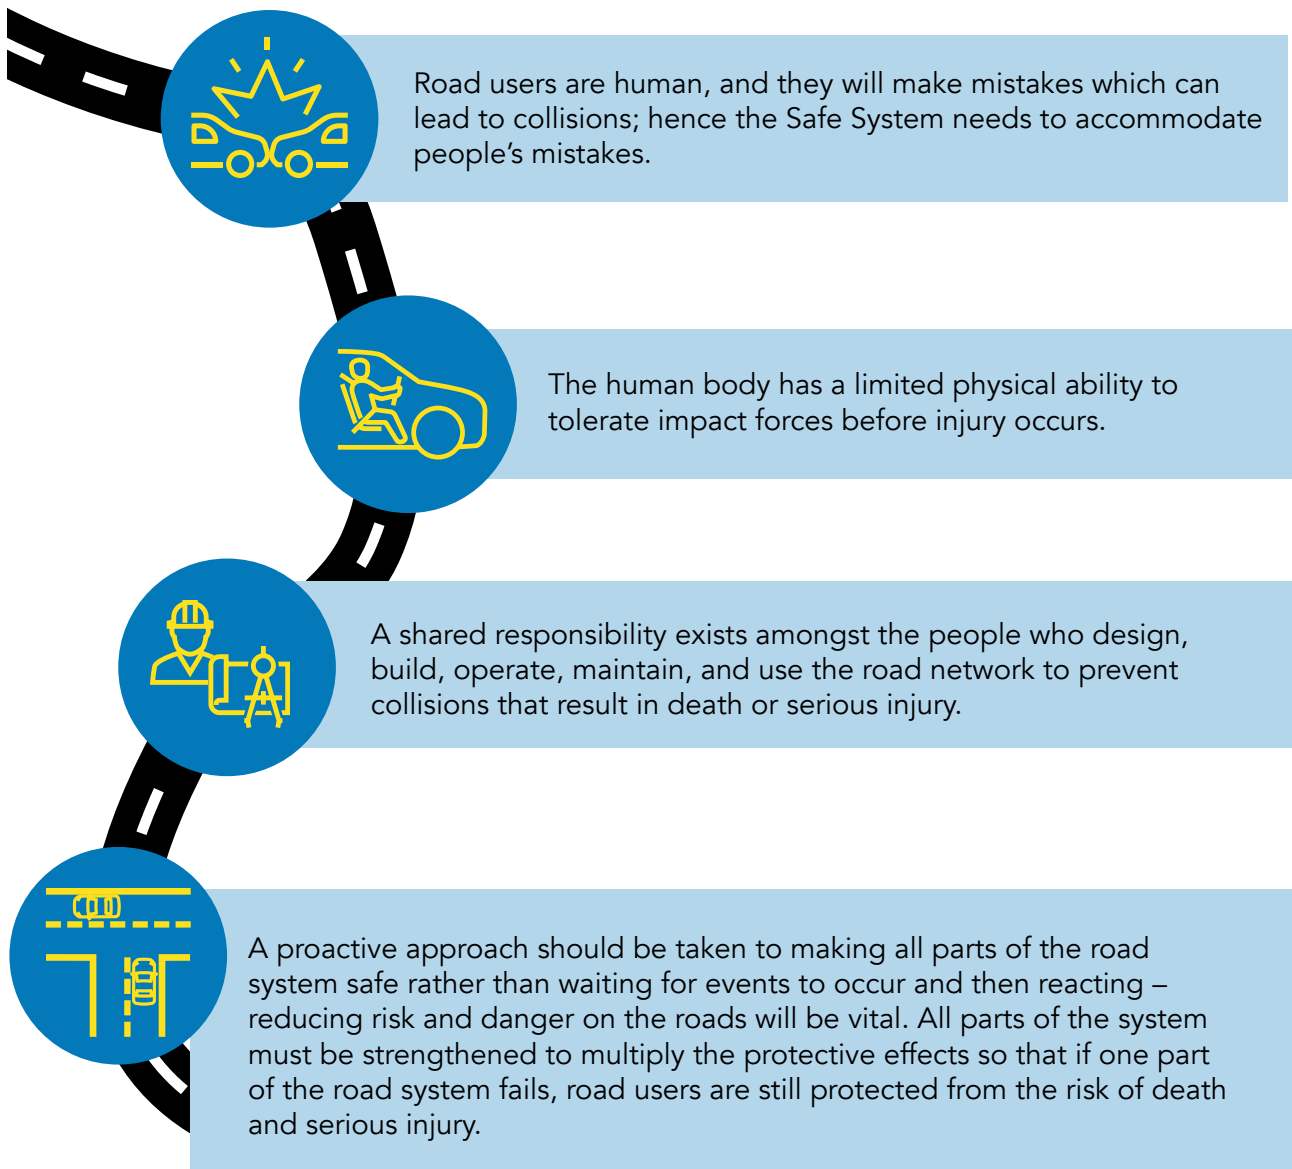 Road users are human, and they will make mistakes which can
lead to collisions; hence the Safe System needs to accommodate
people’s mistakes.
The human body has a limited physical ability to
tolerate impact forces before injury occurs.
A shared responsibility exists amongst the people who design,
build, operate, maintain, and use the road network to prevent
collisions that result in death or serious injury.
A proactive approach should be taken to making all parts of the road
system safe rather than waiting for events to occur and then reacting –
reducing risk and danger on the roads will be vital. All parts of the system
must be strengthened to multiply the protective effects so that if one part
of the road system fails, road users are still protected from the risk of death
and serious injury.